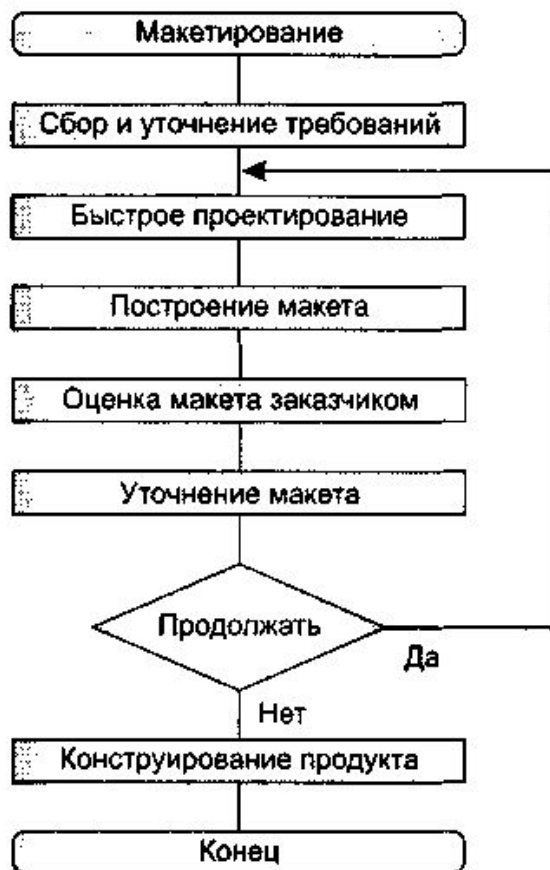 Макетирование
Сбор и уточнение требований
Быстрое проектирование
Построение макета
Оценка макета заказчиком
Уточнение макета
Продолжать
Да
Нет
Конструирование продукта
Конец